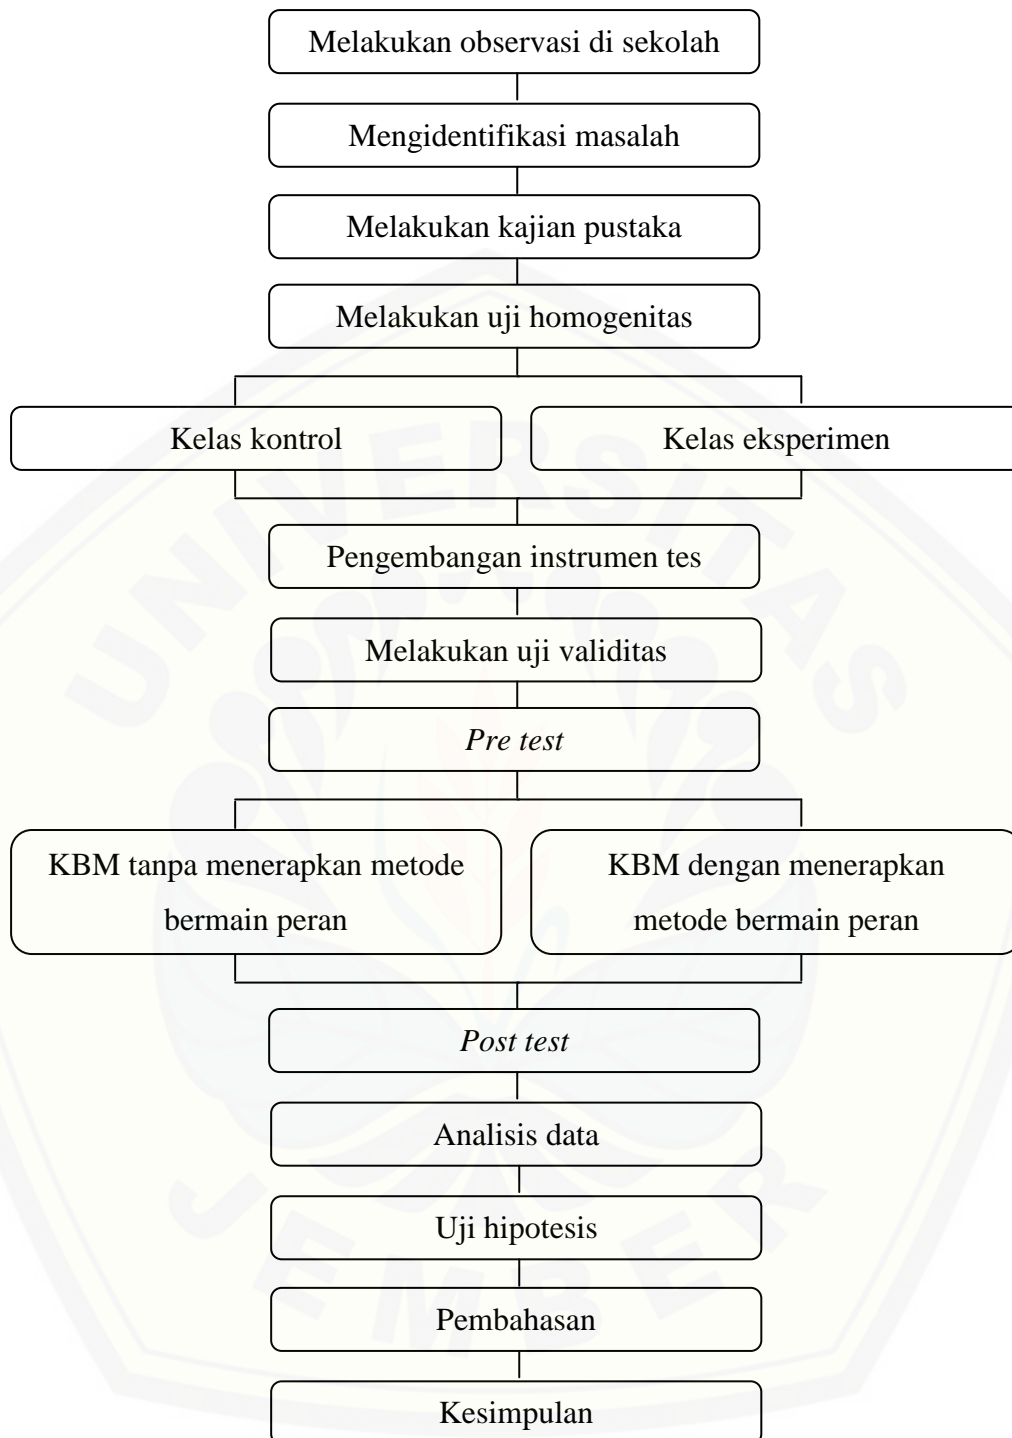 Melakukan observasi di sekolah
Mengidentifikasi masalah
Melakukan kajian pustaka
Melakukan uji homogenitas
Kelas kontrol
Kelas eksperimen
Pengembangan instrumen tes
Melakukan uji validitas
Pre test
KBM tanpa menerapkan metode
bermain peran
KBM dengan menerapkan
metode bermain peran
Post test
Analisis data
Uji hipotesis
Pembahasan
Kesimpulan
UNIVERSITAS
JEMBER